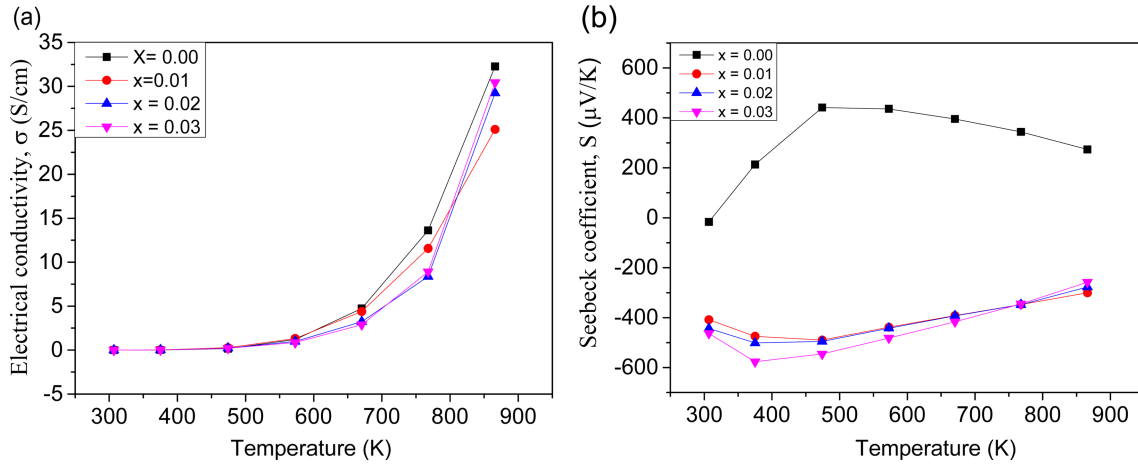 (a)
Electrical conductivity, σ (S/cm)
35
30
25
20
15
10
5
0
-5
X= 0.00
x=0.01
x = 0.02
x = 0.03
300 400 500 600 700 800 900
Temperature (K)
(b)
Seebeck coefficient, S (μV/K)
600
400
200
0
-200
-400
-600
x = 0.00
x = 0.01
x = 0.02
x = 0.03
300 400 500 600 700 800 900
Temperature (K)